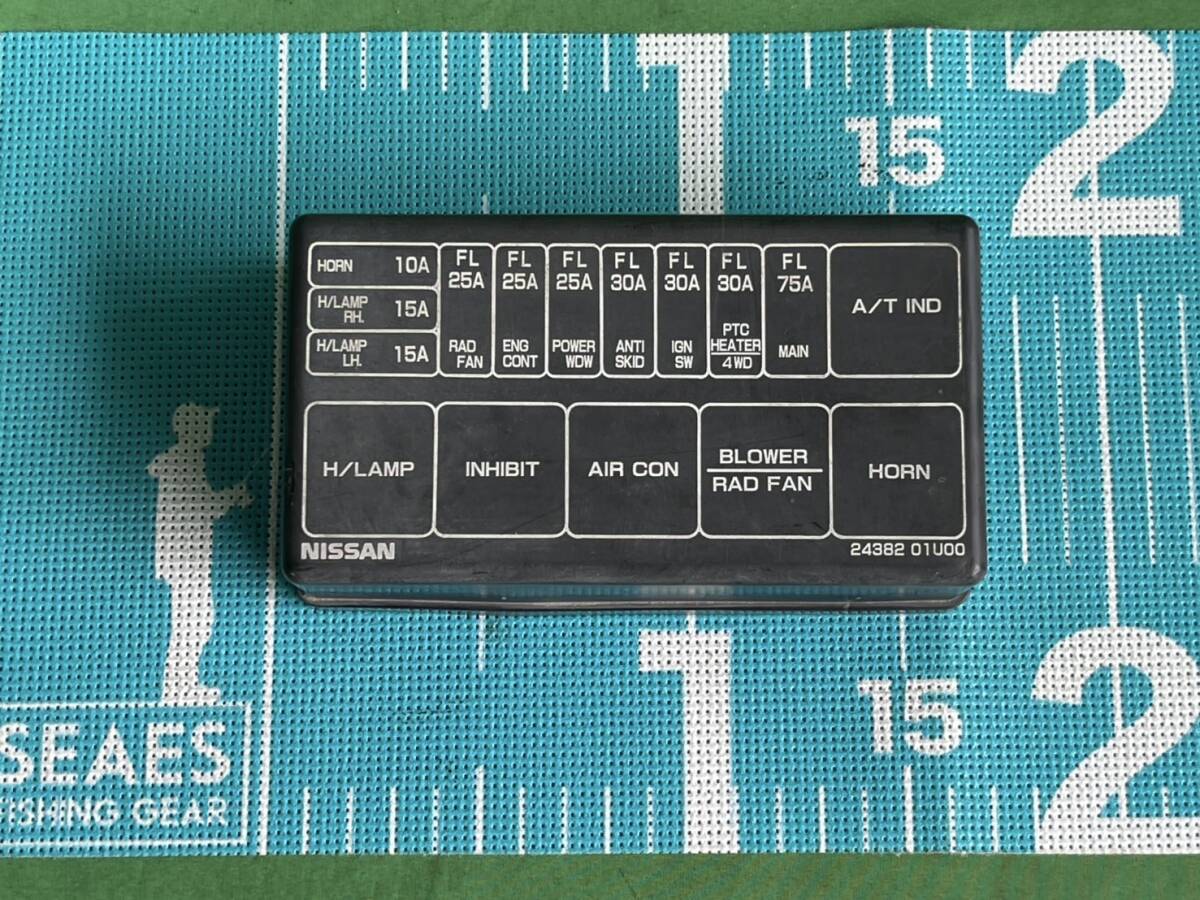 1
2
15
HORN 10A
H/LAMP RH. 15A
H/LAMP LH. 15A
FL 25A RAD FAN
FL 25A ENG CONT
FL 25A POWER WDW
FL 30A ANTI SKID
FL 30A IGN SW
FL 30A PTC HEATER 4WD
FL 75A MAIN
A/T IND
H/LAMP
INHIBIT
AIR CON
BLOWER
RAD FAN
HORN
NISSAN
24382 01U00
1
15
2
SEAES
FISHING GEAR